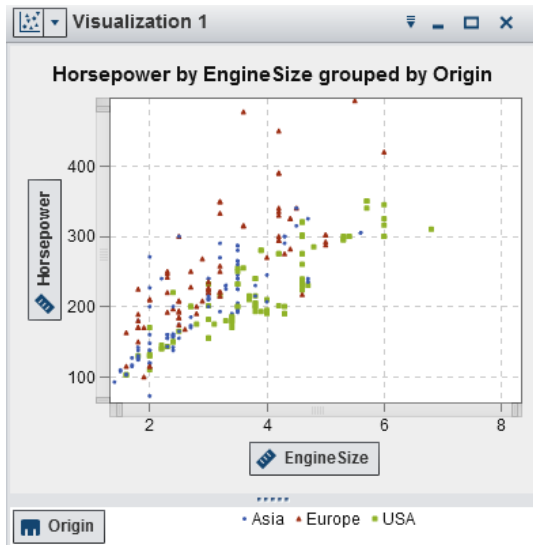 Visualization 1
Horsepower by EngineSize grouped by Origin
Horsepower
400
300
200
100
2 4 6 8
EngineSize
Origin
Asia Europe USA